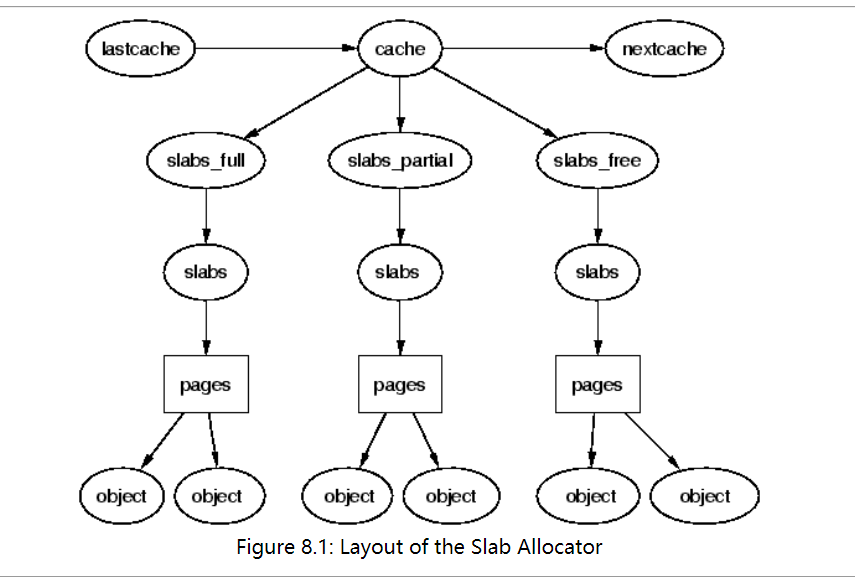 lastcache cache nextcache
slabs_full slabs_partial slabs_free
slabs slabs slabs
pages pages pages
object object object object object object
Figure 8.1: Layout of the Slab Allocator